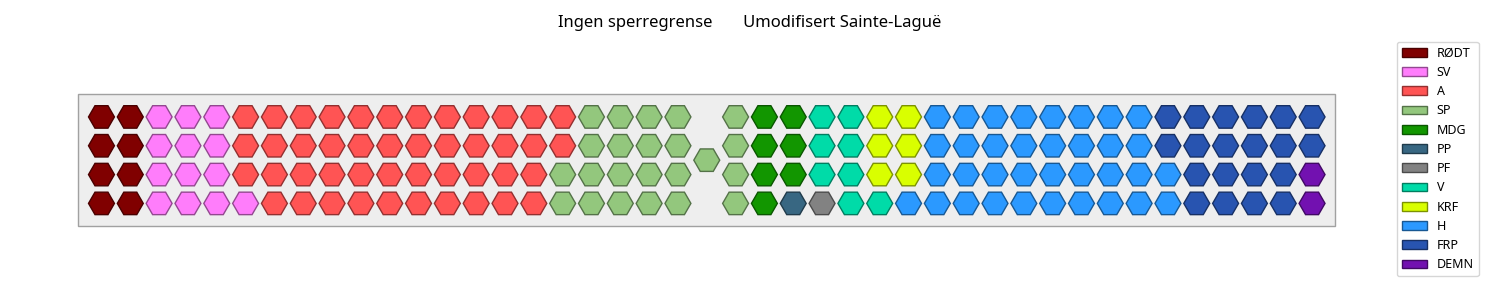 Ingen sperregrense Umodifisert Sainte-Laguë
RØDT
SV
A
SP
MDG
PP
PF
V
KRF
H
FRP
DEMN